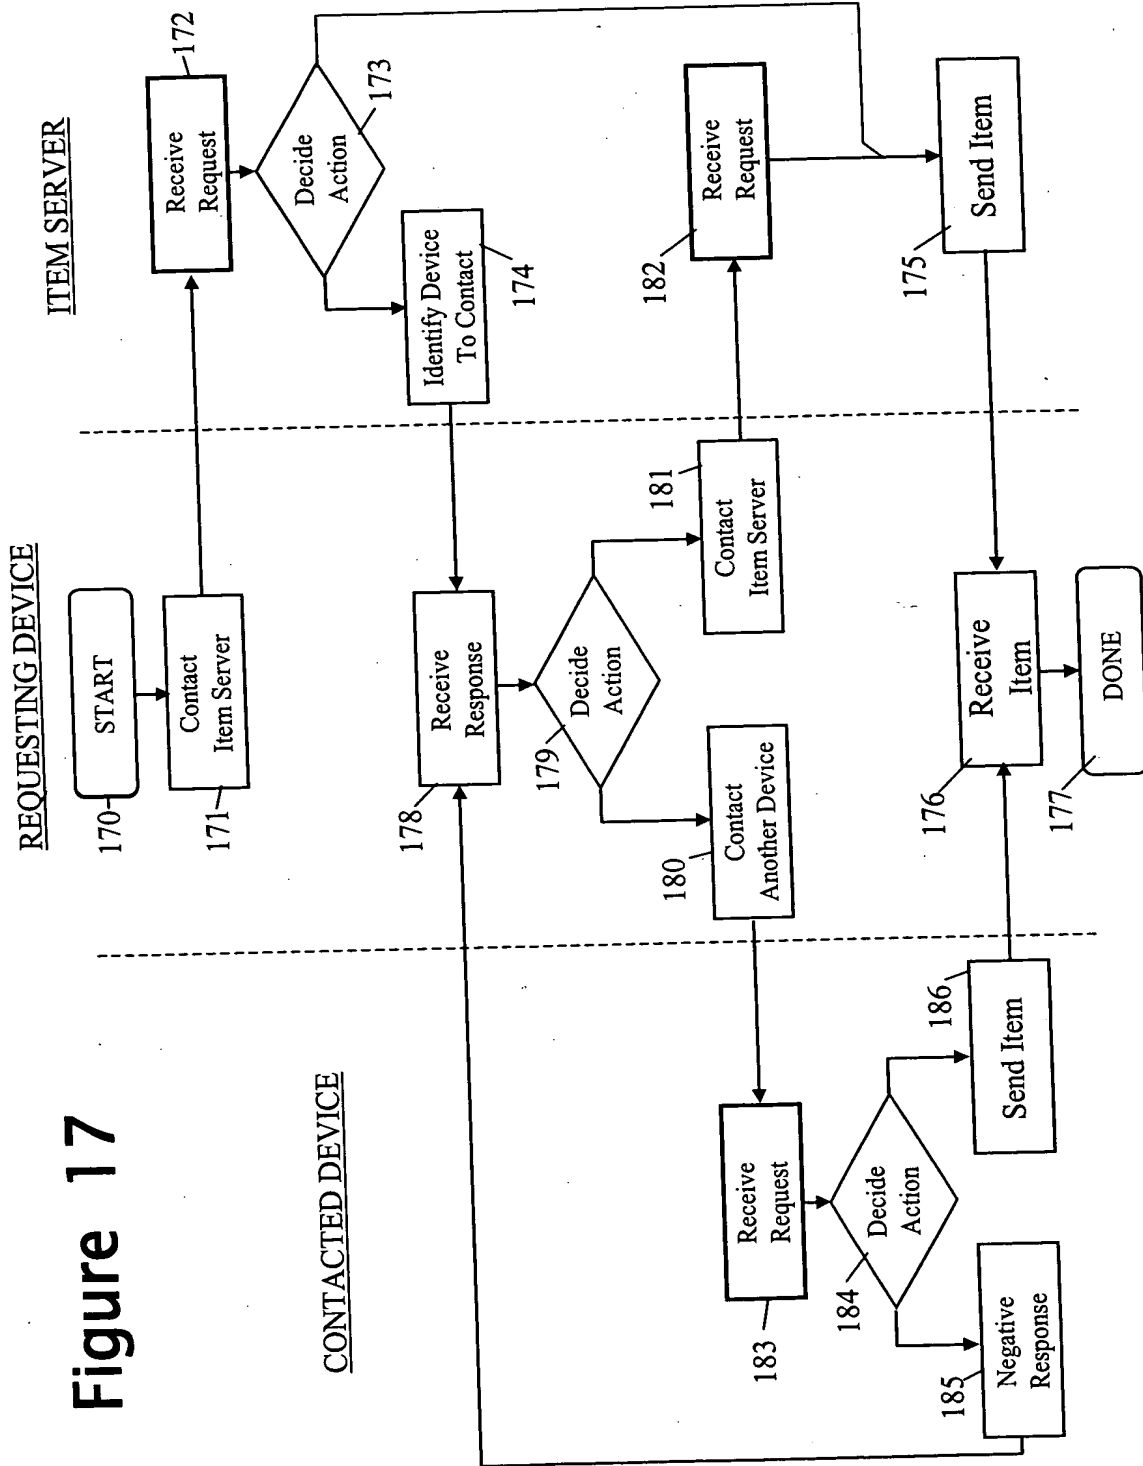 Figure 17
CONTACTED DEVICE
REQUESTING DEVICE
ITEM SERVER
START
170
Contact
Item Server
171
Receive
Request
172
Decide
Action
173
Identify Device
To Contact
174
Receive
Response
178
Decide
Action
179
Contact
Another Device
180
Contact
Item Server
181
Receive
Request
182
Receive
Request
183
Decide
Action
184
Negative
Response
185
Send Item
186
Send Item
175
Receive
Item
176
DONE
177